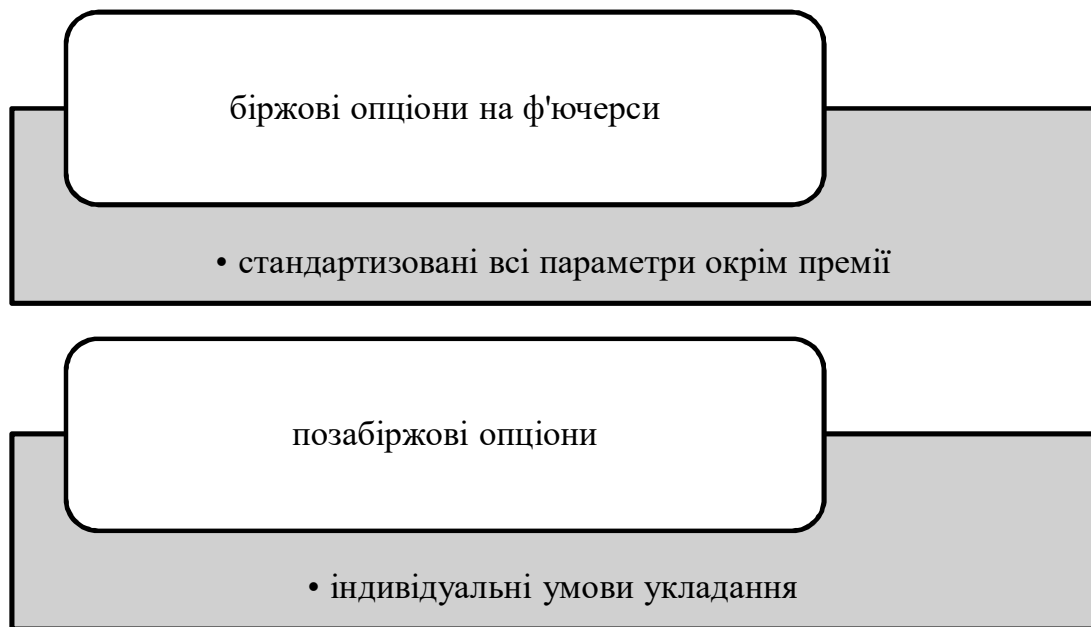 біржові опціони на ф'ючерси
• стандартизовані всі параметри окрім премії
позабіржові опціони
• індивідуальні умови укладання